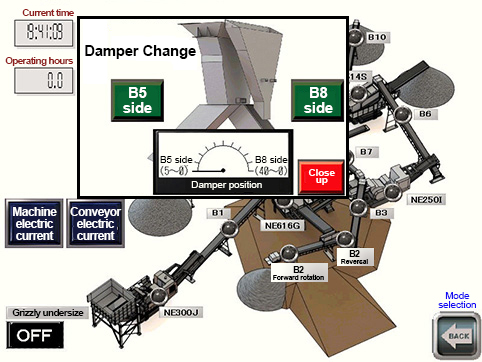 Current time
19:41:09
Operating hours
0.0
Damper Change
B5
side
B8
side
B5 side
(5～0)
B8 side
(40～0)
Damper position
Close
up
B10
14S
B6
B7
NE250I
B3
B1
NE616G
B2
Reversal
B2
Forward rotation
NE300J
Machine
electric
current
Conveyor
electric
current
Grizzly undersize
OFF
Mode
selection
BACK